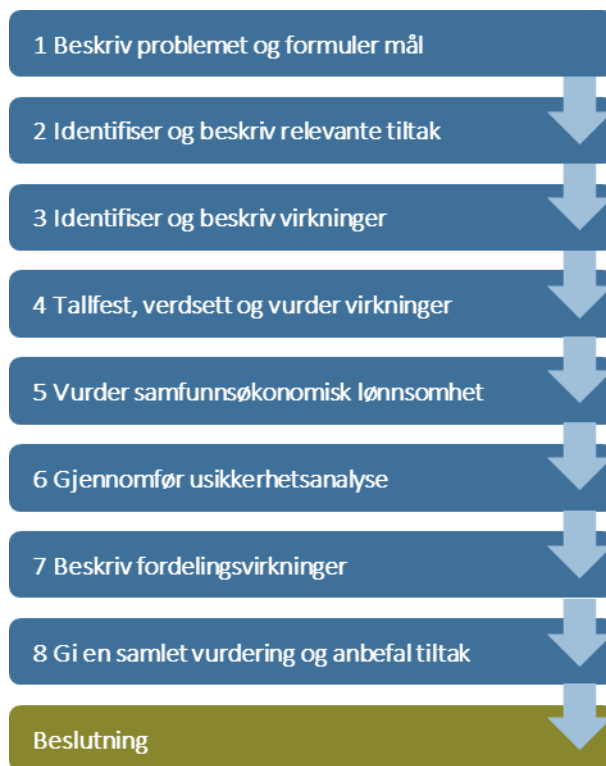 1 Beskriv problemet og formuler mål
2 Identifiser og beskriv relevante tiltak
3 Identifiser og beskriv virkninger
4 Tallfest, verdsett og vurder virkninger
5 Vurder samfunnsøkonomisk lønnsomhet
6 Gjennomfør usikkerhetsanalyse
7 Beskriv fordelingsvirkninger
8 Gi en samlet vurdering og anbefal tiltak
Beslutning